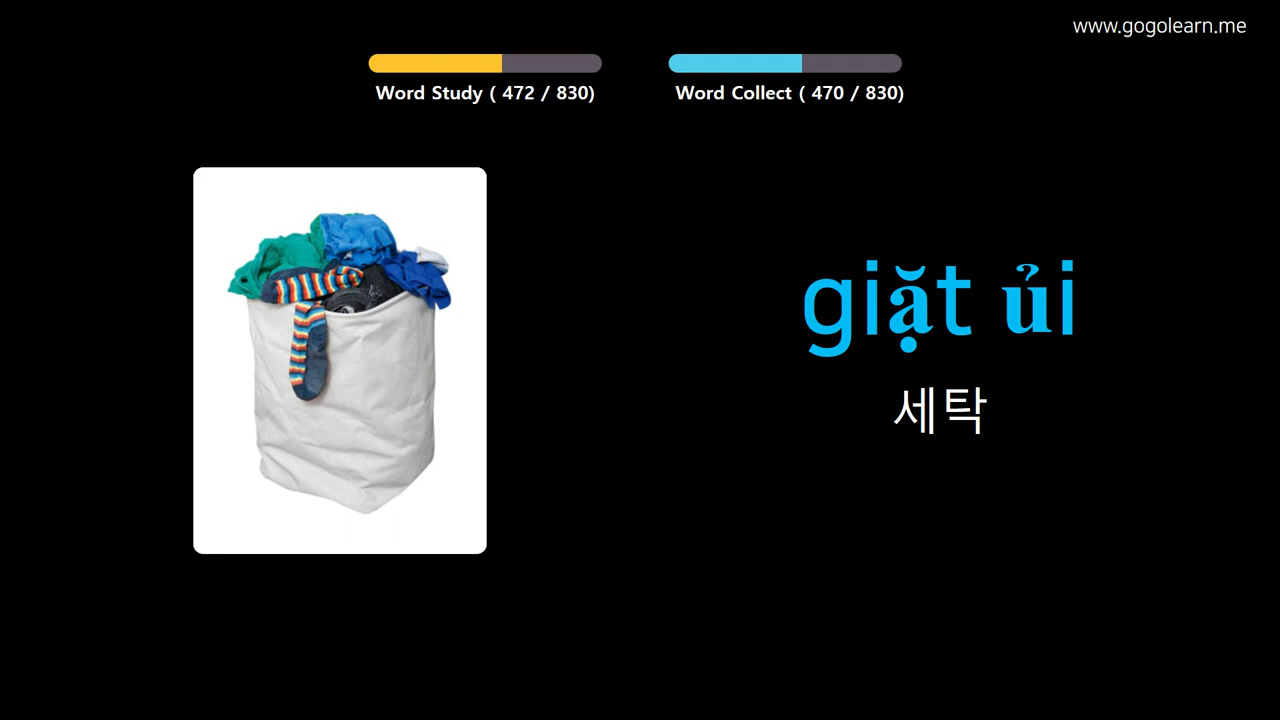 www.gogolearn.me
Word Study ( 472 / 830)
Word Collect ( 470 / 830)
giặt ủi
세탁